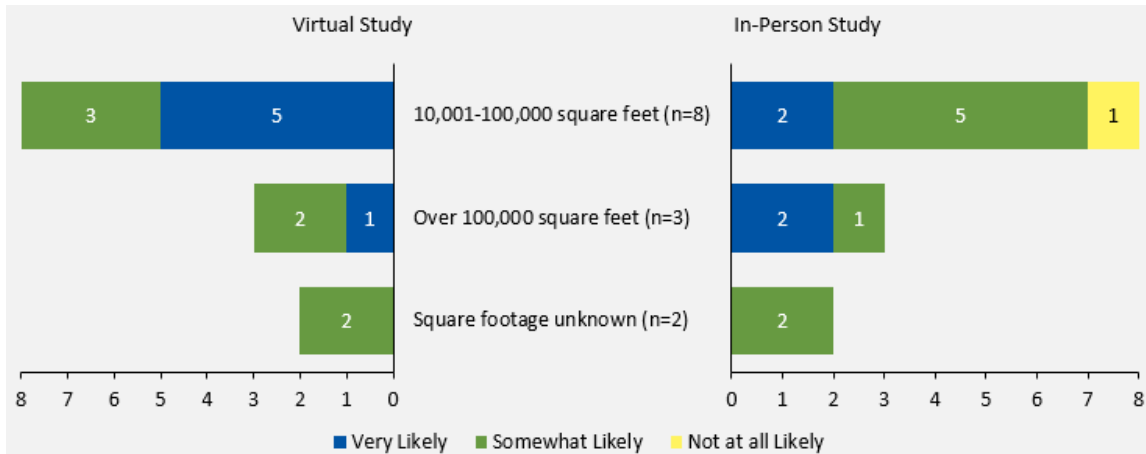 Virtual Study
In-Person Study
3 5 10,001-100,000 square feet (n=8) 2 5 1
2 1 Over 100,000 square feet (n=3) 2 1
2 Square footage unknown (n=2) 2
8 7 6 5 4 3 2 1 0
0 1 2 3 4 5 6 7 8
Very Likely Somewhat Likely Not at all Likely